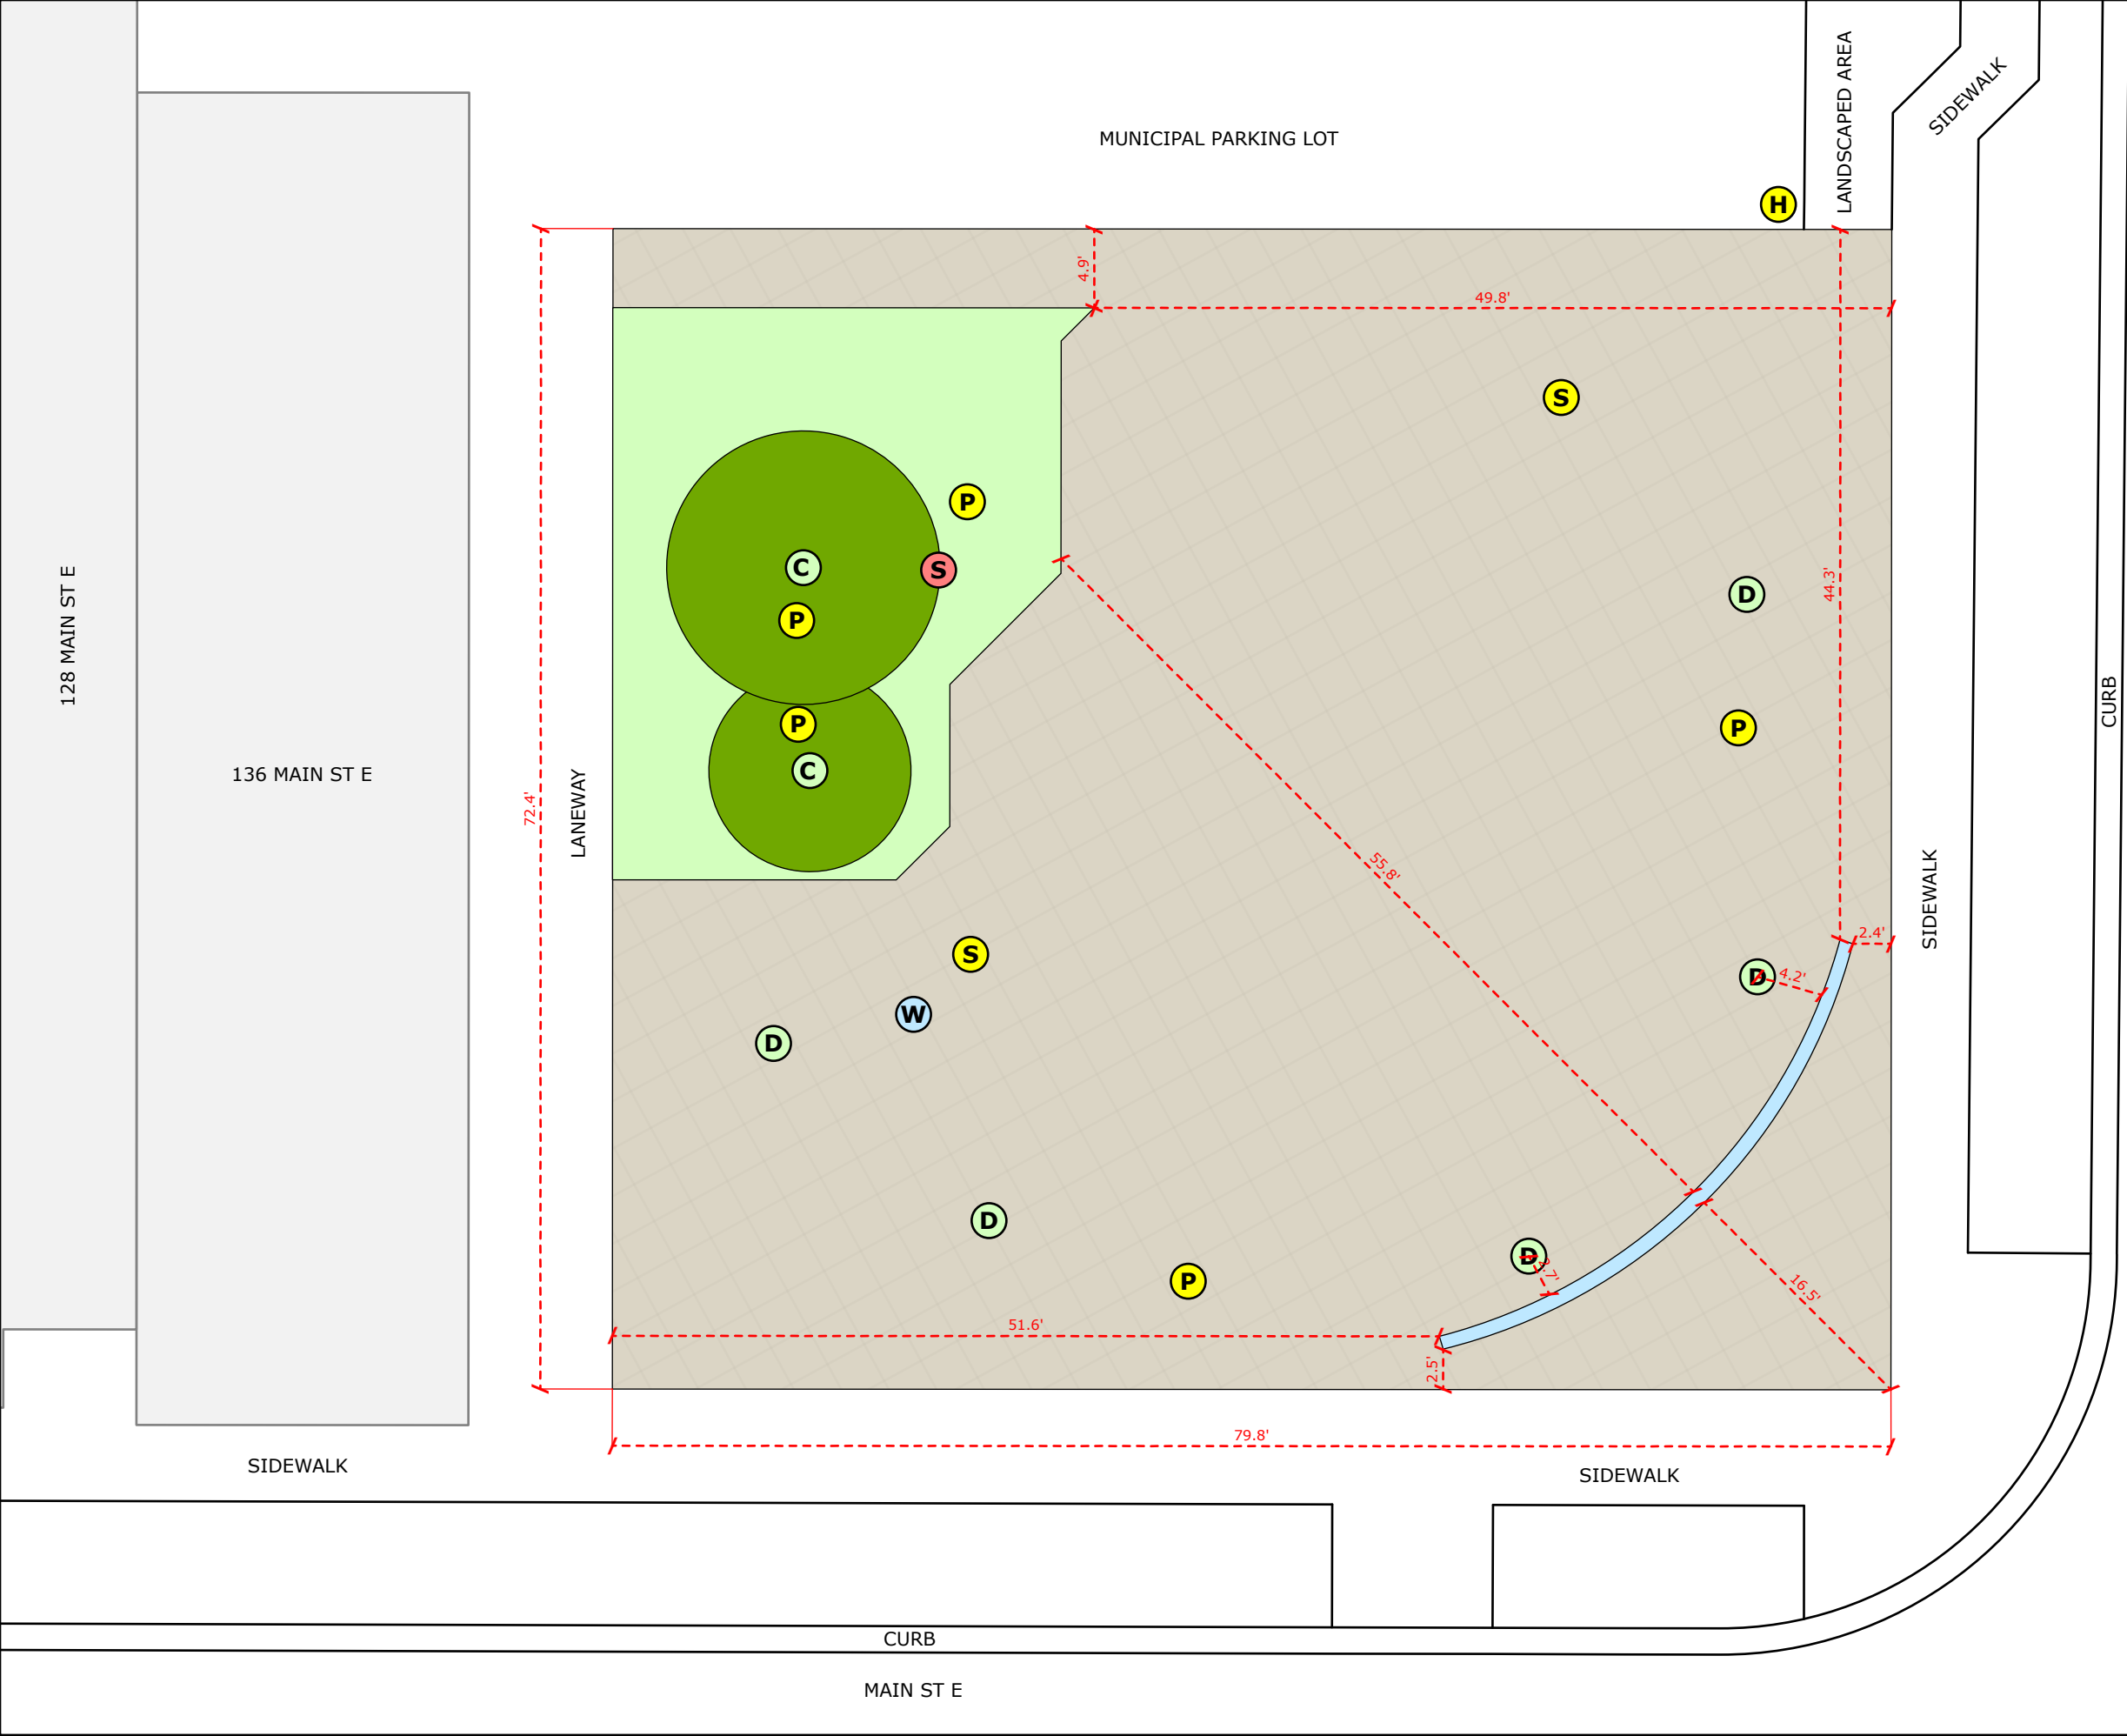 LANDSCAPED AREA
SIDEWALK
MUNICIPAL PARKING LOT
H
4.9'
49.8'
S
P
C
S
P
44.3'
D
128 MAIN ST E
P
P
C
136 MAIN ST E
72.4'
LANEWAY
55.8'
CURB
SIDEWALK
2.4'
S
D
4.2'
W
D
D
D
P
16.5'
51.6'
2.5'
79.8'
SIDEWALK
SIDEWALK
CURB
MAIN ST E